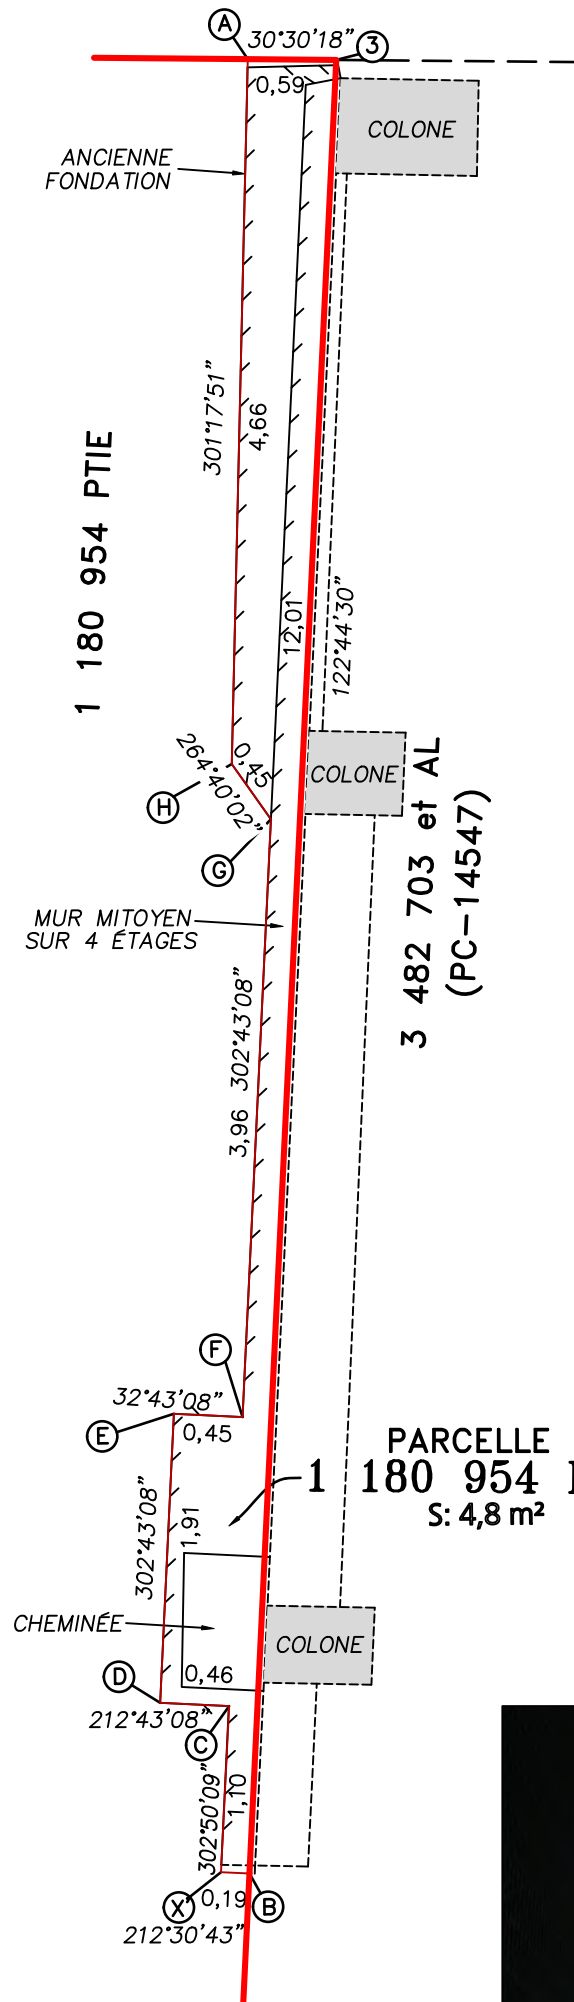 A
30°30'18"
3
0,59
COLONE
ANCIENNE
FONDATION
301°17'51"
4,66
1 180 954 PTIE
12,01
122°44'30"
0,45
264°40'02"
H
COLONE
G
3 482 703 et AL
(PC-14547)
MUR MITOYEN
SUR 4 ÉTAGES
302°43'08"
3,96
F
32°43'08"
E
0,45
PARCELLE
1 180 954
S: 4,8 m²
302°43'08"
1,91
CHEMINÉE
COLONE
D
0,46
212°43'08"
C
302°50'09"
1,10
X
0,19
B
212°30'43"